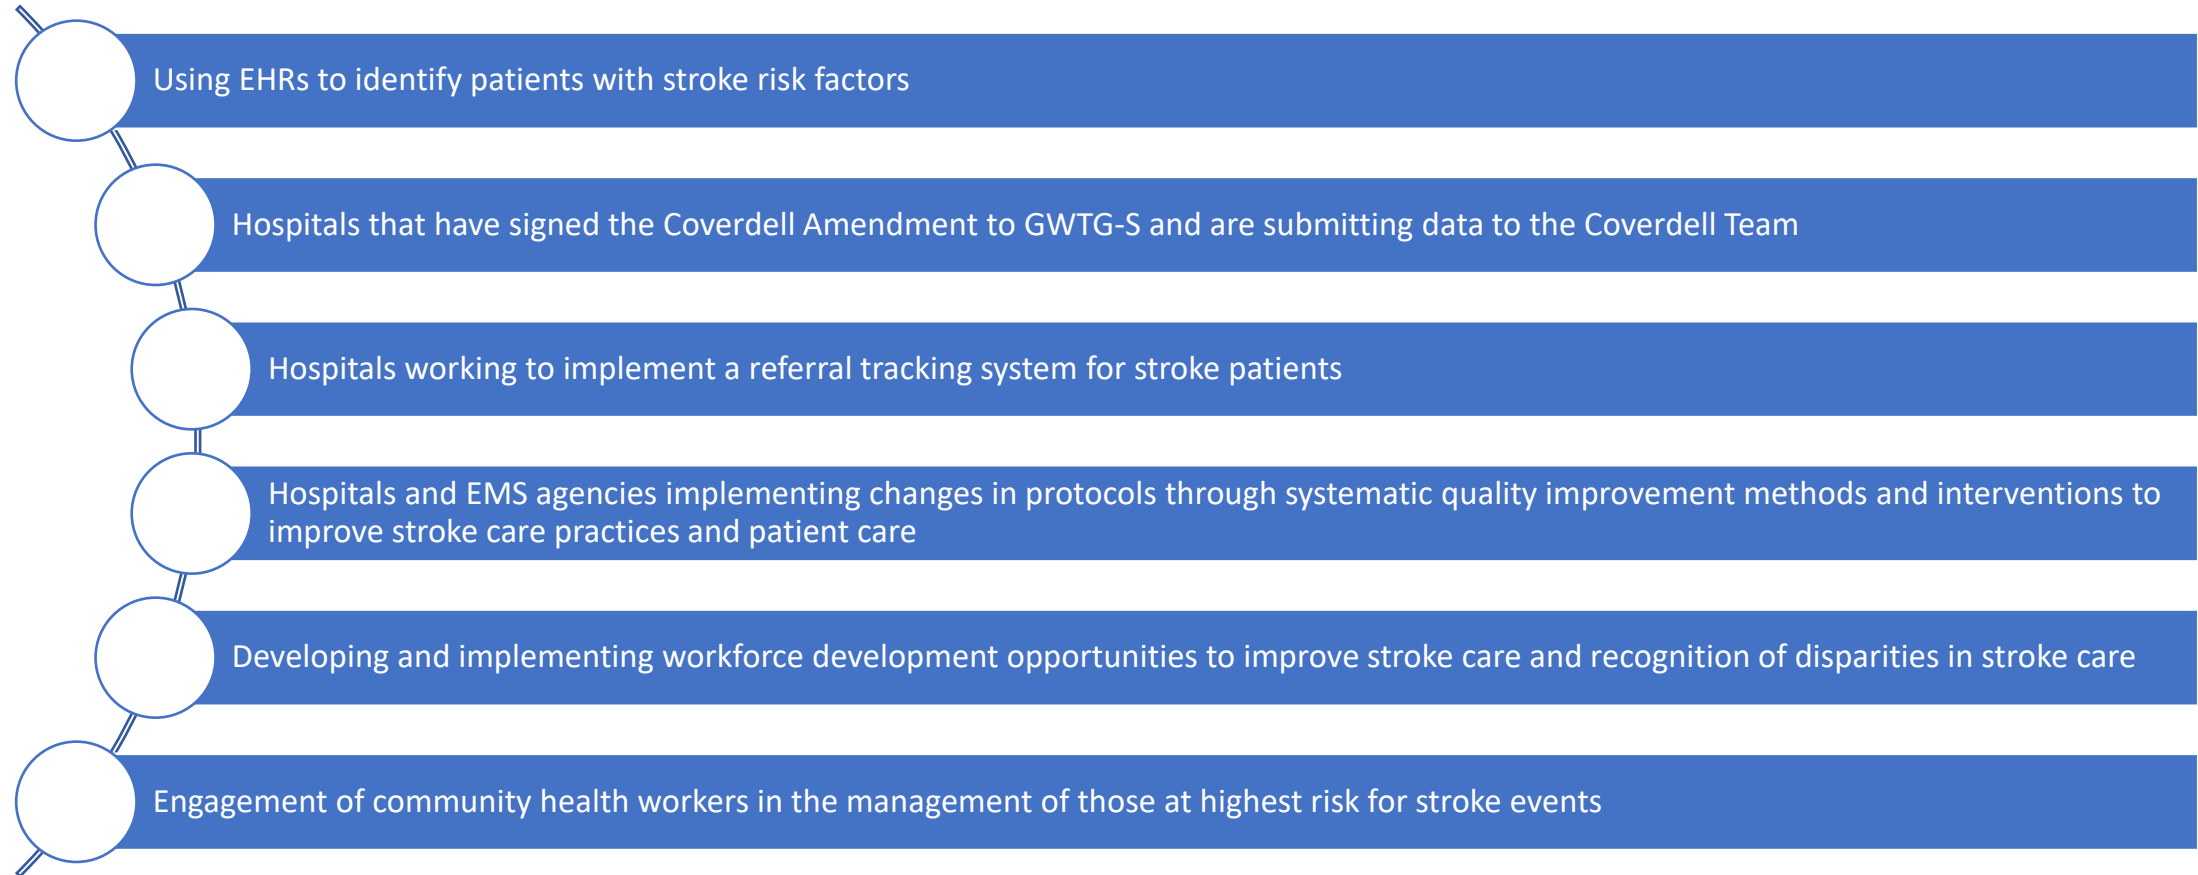 Using EHRs to identify patients with stroke risk factors
Hospitals that have signed the Coverdell Amendment to GWTG-S and are submitting data to the Coverdell Team
Hospitals working to implement a referral tracking system for stroke patients
Hospitals and EMS agencies implementing changes in protocols through systematic quality improvement methods and interventions to
improve stroke care practices and patient care
Developing and implementing workforce development opportunities to improve stroke care and recognition of disparities in stroke care
Engagement of community health workers in the management of those at highest risk for stroke events